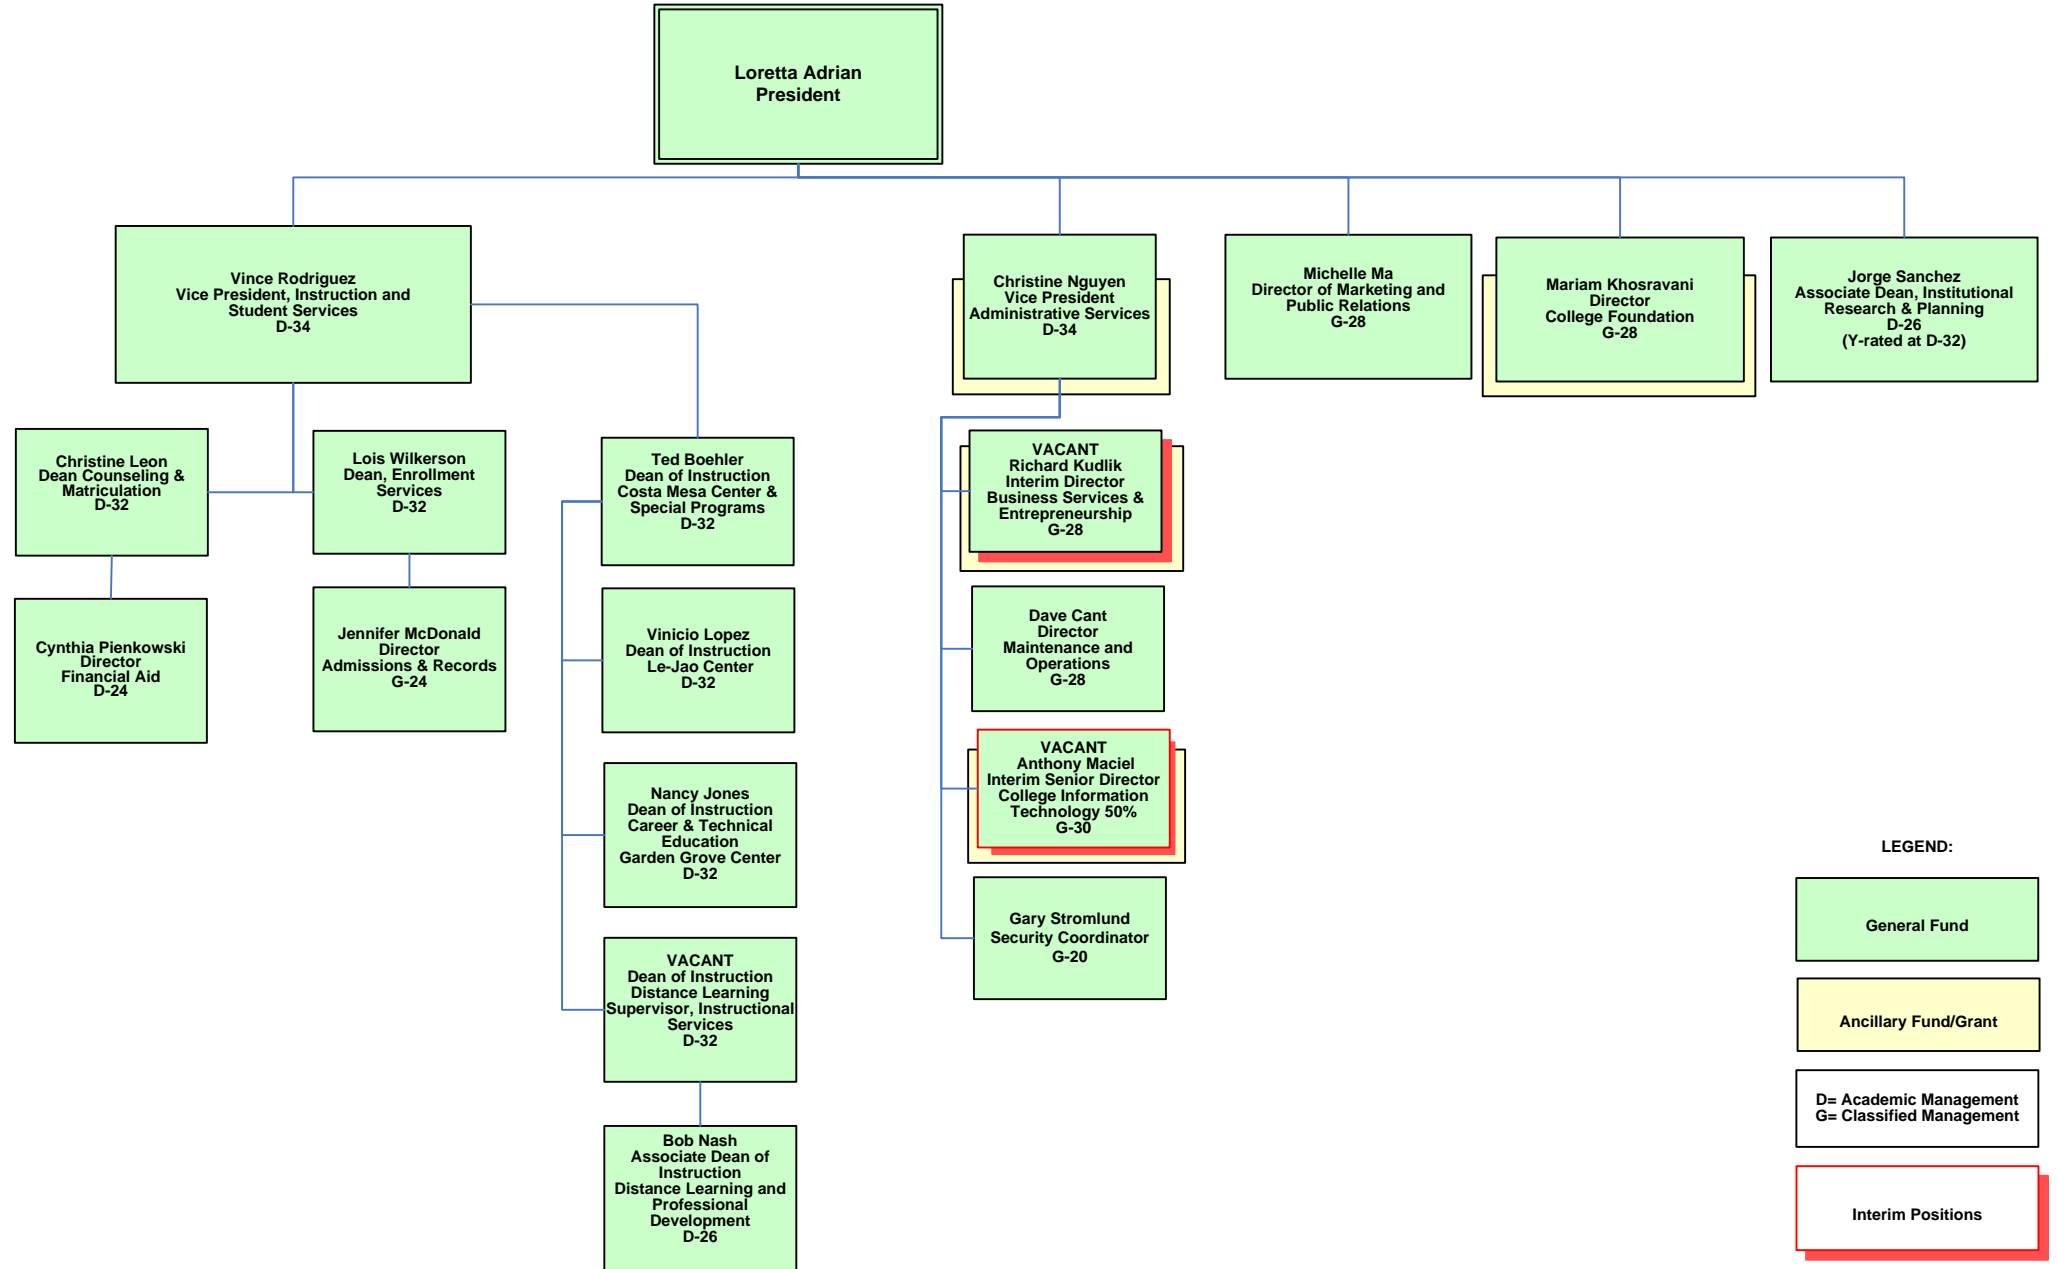 Loretta Adrian
President
Vince Rodriguez
Vice President, Instruction and
Student Services
D-34
Christine Nguyen
Vice President
Administrative Services
D-34
Michelle Ma
Director of Marketing and
Public Relations
G-28
Mariam Khosravani
Director
College Foundation
G-28
Jorge Sanchez
Associate Dean, Institutional
Research & Planning
D-26
(Y-rated at D-32)
Christine Leon
Dean Counseling &
Matriculation
D-32
Lois Wilkerson
Dean, Enrollment
Services
D-32
Ted Boehler
Dean of Instruction
Costa Mesa Center &
Special Programs
D-32
VACANT
Richard Kudlik
Interim Director
Business Services &
Entrepreneurship
G-28
Cynthia Pienkowski
Director
Financial Aid
D-24
Jennifer McDonald
Director
Admissions & Records
G-24
Vinicio Lopez
Dean of Instruction
Le-Jao Center
D-32
Dave Cant
Director
Maintenance and
Operations
G-28
Nancy Jones
Dean of Instruction
Career & Technical
Education
Garden Grove Center
D-32
VACANT
Anthony Maciel
Interim Senior Director
College Information
Technology 50%
G-30
VACANT
Dean of Instruction
Distance Learning
Supervisor, Instructional
Services
D-32
Gary Stromlund
Security Coordinator
G-20
Bob Nash
Associate Dean of
Instruction
Distance Learning and
Professional
Development
D-26
LEGEND:
General Fund
Ancillary Fund/Grant
D= Academic Management
G= Classified Management
Interim Positions